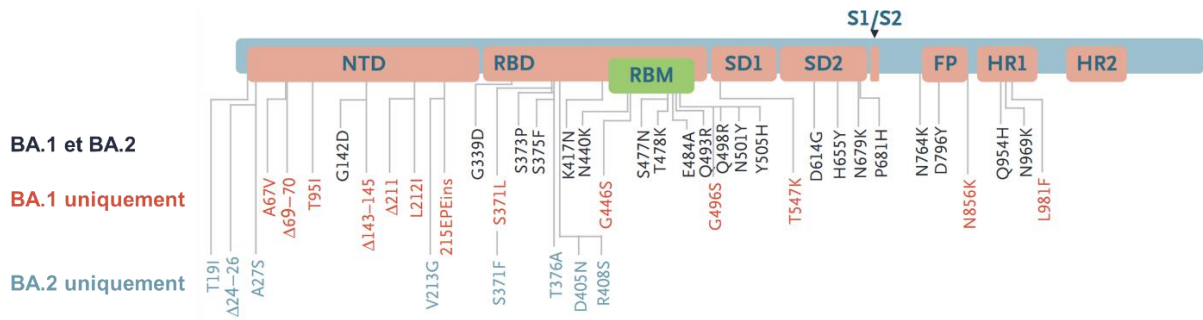 S1/S2
NTD RBD RBM SD1 SD2 FP HR1 HR2
BA.1 et BA.2
G142D G339D S373P S375F K417N N440K S477N T478K E484A Q493R Q498R N501Y Y505H D614G H655Y N679K P681H N764K D796Y Q954H N969K
BA.1 uniquement
A67V Δ69–70 T95I Δ143–145 Δ211 L212I 215EPEins S371L G446S G496S T547K N856K L981F
BA.2 uniquement
T19I Δ24–26 A27S V213G S371F T376A D405N R408S